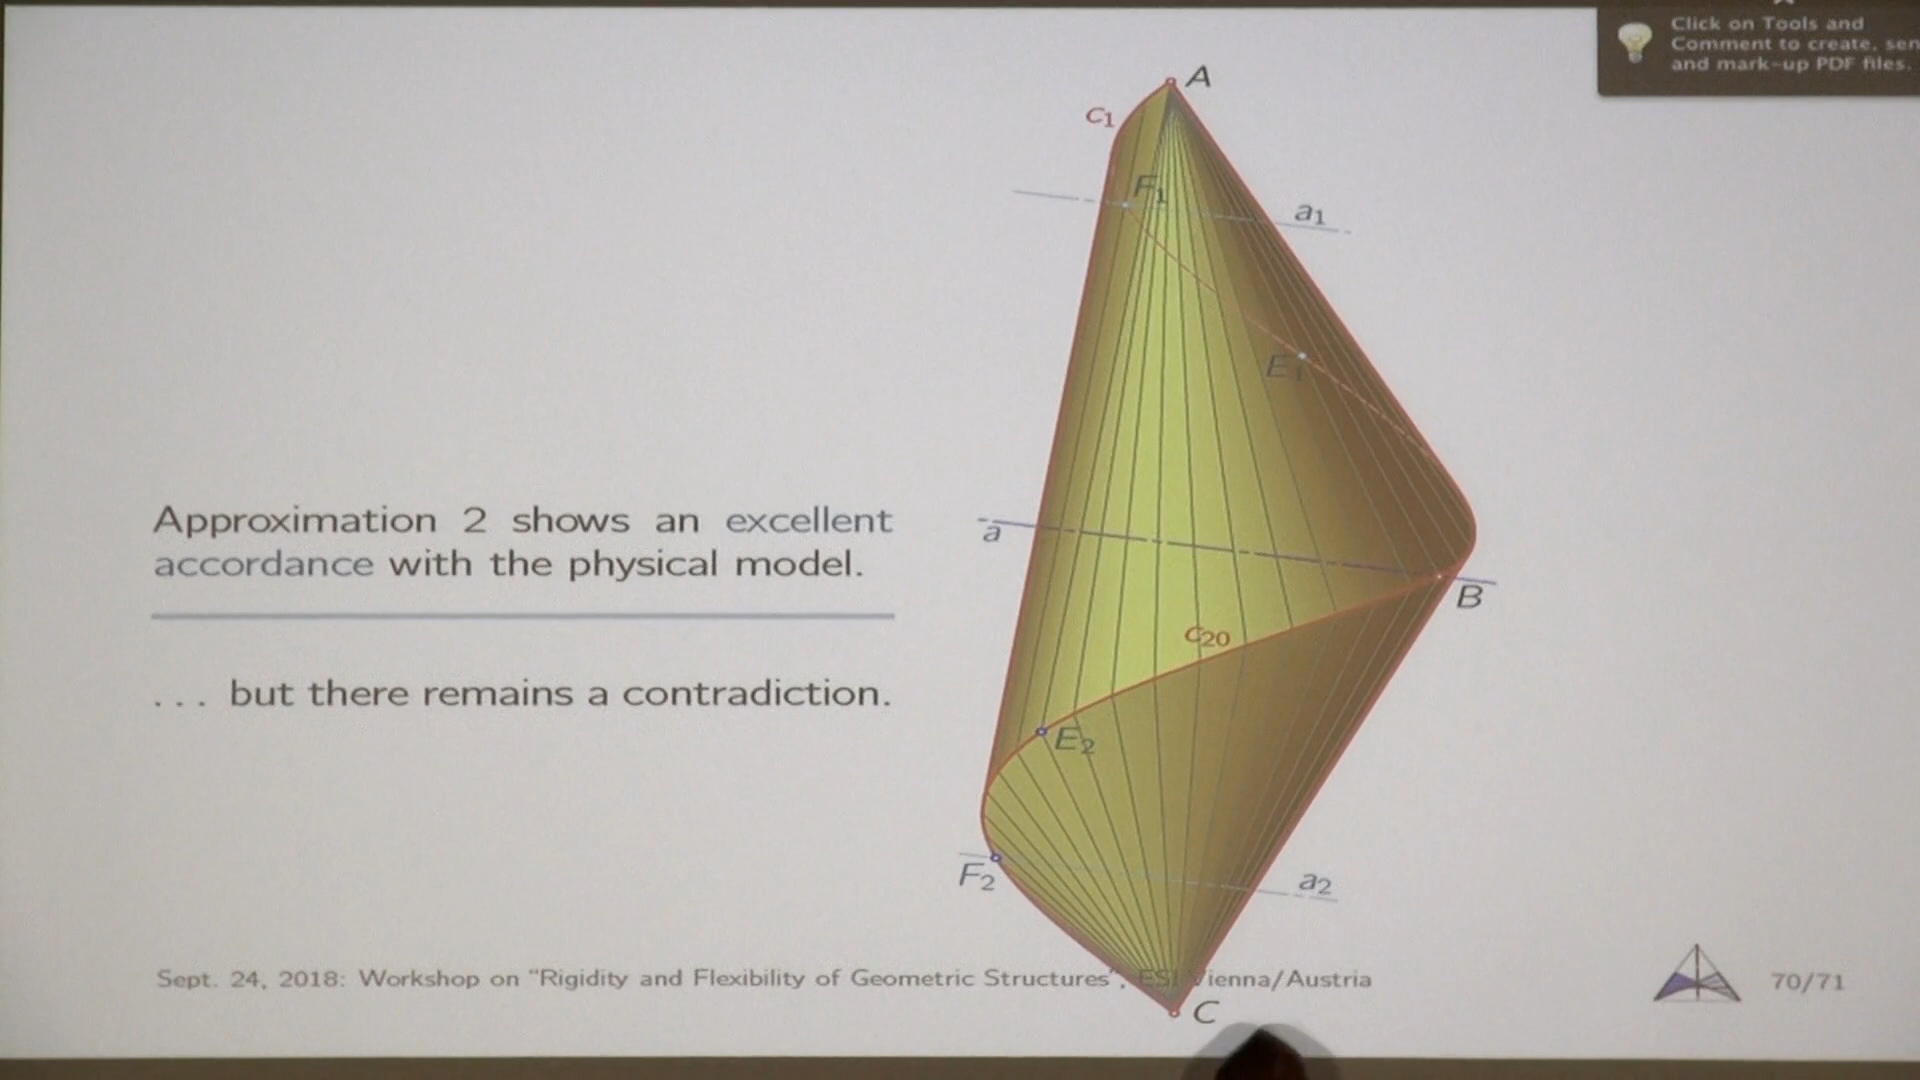 Click on Tools and
Comment to create, sen
and mark-up PDF files.
A
c1
F1
a1
E1
a
B
c20
Approximation 2 shows an excellent
accordance with the physical model.
... but there remains a contradiction.
E2
F2
a2
Sept. 24, 2018: Workshop on "Rigidity and Flexibility of Geometric Structures", ESI Vienna/Austria
70/71
C